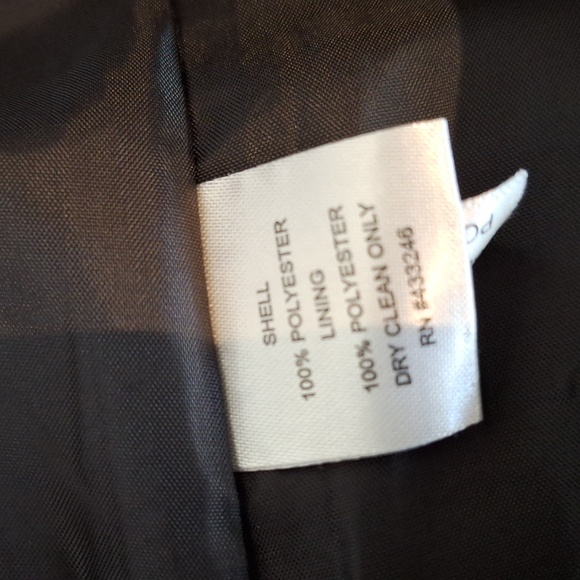 SHELL
100% POLYESTER
LINING
100% POLYESTER
DRY CLEAN ONLY
RN #433246